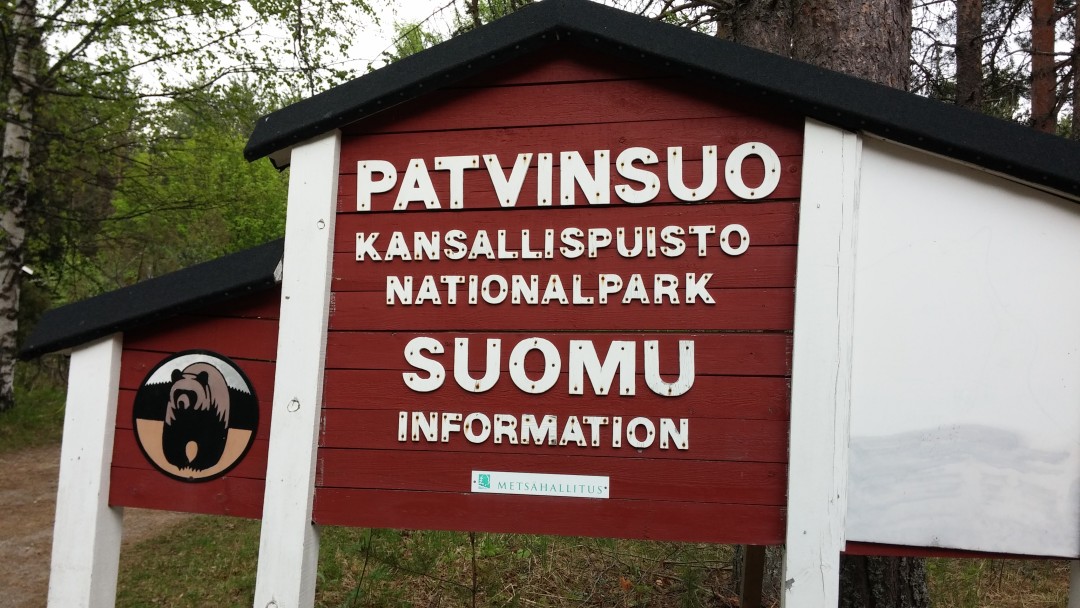 PATVINSUO
KANSALLISPUISTO
NATIONALPARK
SUOMU
INFORMATION
METSÄHALLITUS